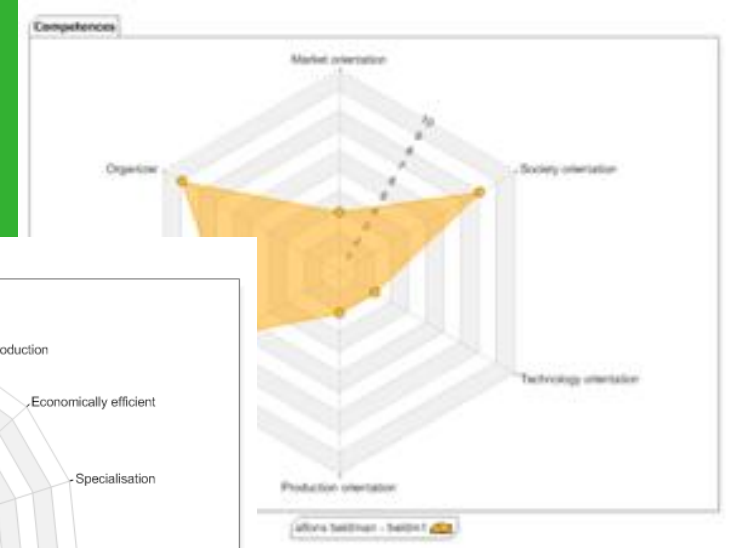 Competences
Market orientation
Organizer
Society orientation
Technology orientation
Production orientation
oduction
Economically efficient
Specialisation